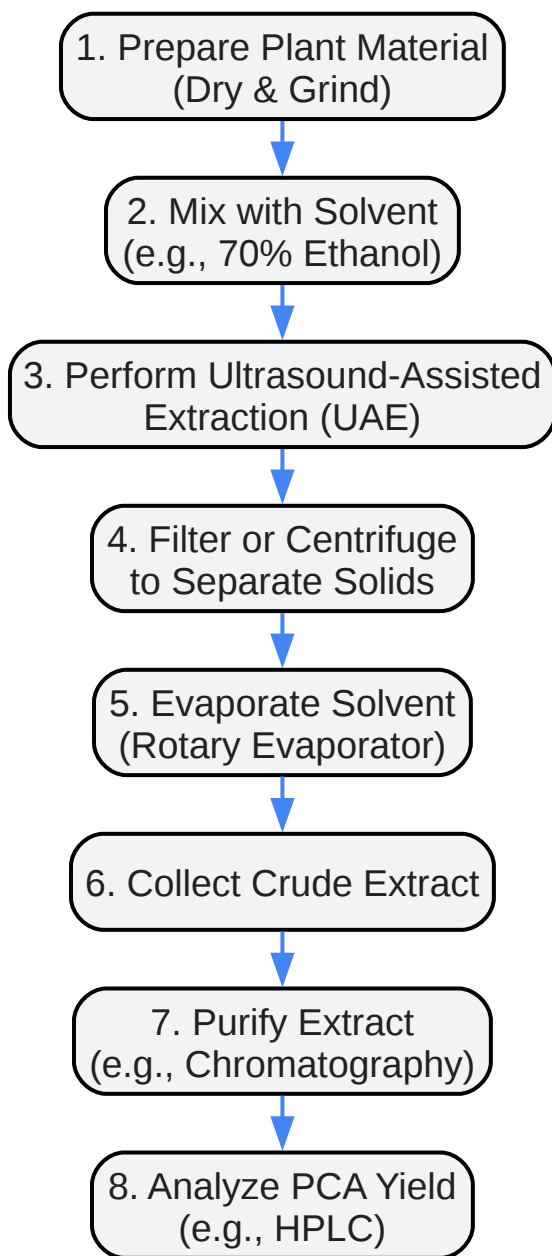 1. Prepare Plant Material
(Dry & Grind)
2. Mix with Solvent
(e.g., 70% Ethanol)
3. Perform Ultrasound-Assisted
Extraction (UAE)
4. Filter or Centrifuge
to Separate Solids
5. Evaporate Solvent
(Rotary Evaporator)
6. Collect Crude Extract
7. Purify Extract
(e.g., Chromatography)
8. Analyze PCA Yield
(e.g., HPLC)